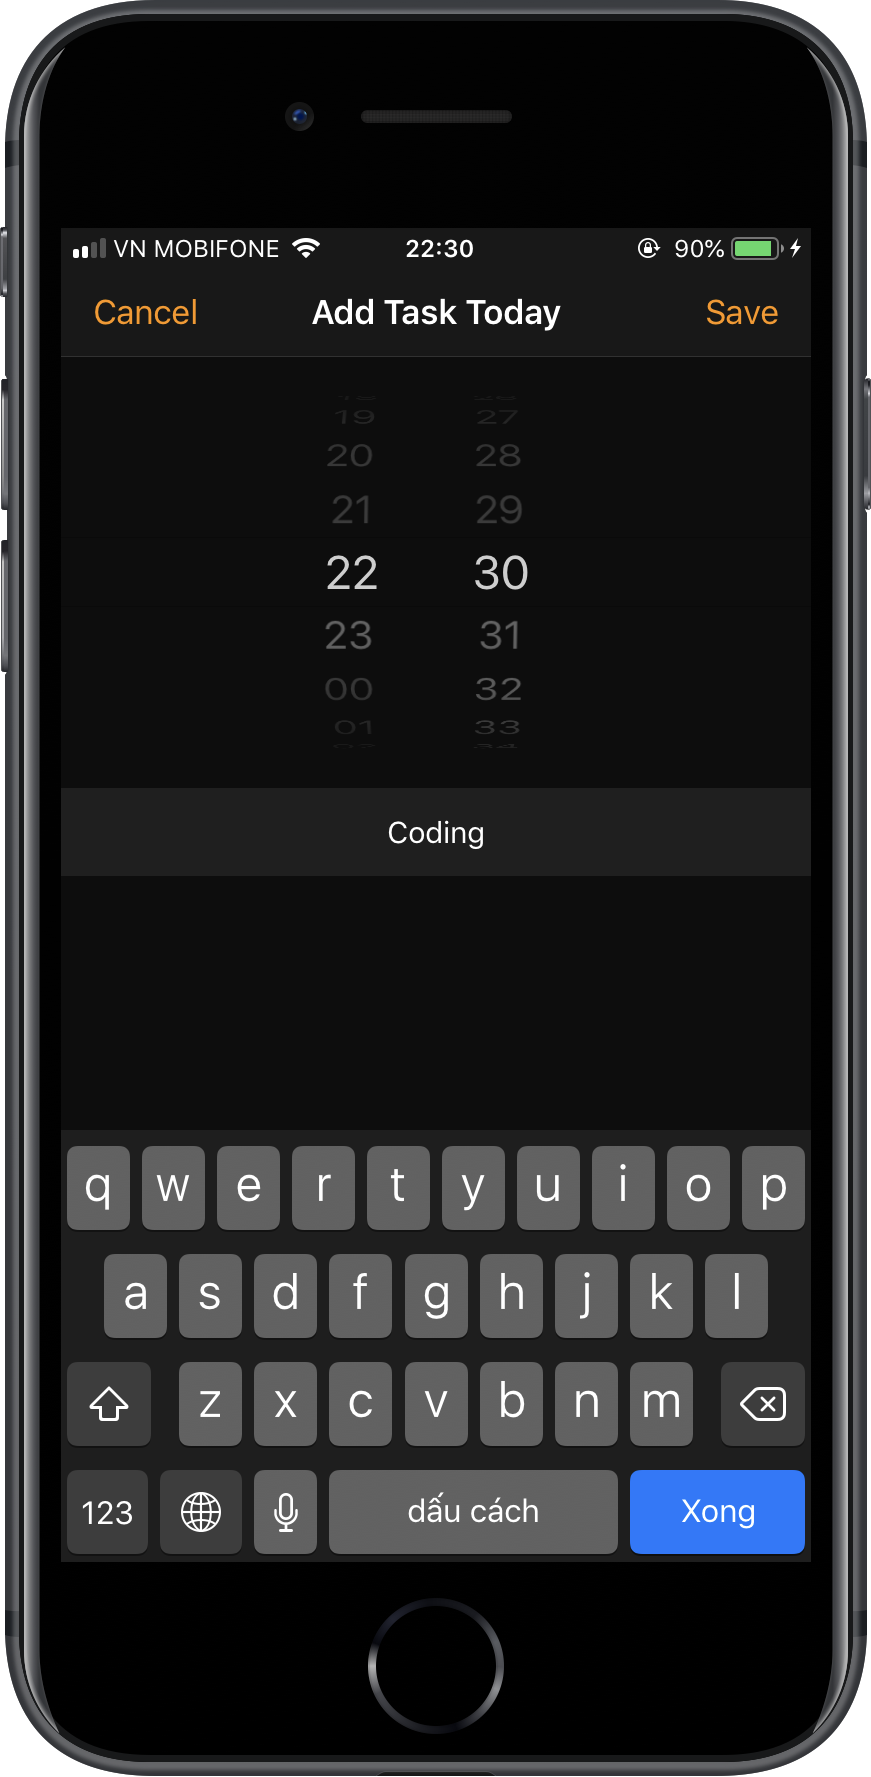 VN MOBIFONE 22:30 90%
Cancel Add Task Today Save
19 27
20 28
21 29
22 30
23 31
00 32
01 33
Coding
q w e r t y u i o p
a s d f g h j k l
z x c v b n m
123 dấu cách Xong